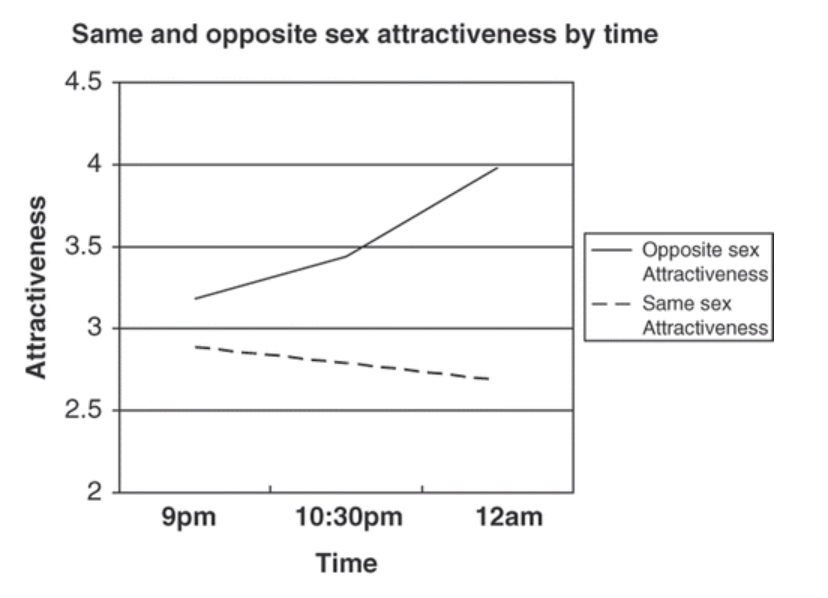 Same and opposite sex attractiveness by time
4.5
4
3.5
3
2.5
2
Attractiveness
9pm 10:30pm 12am
Time
Opposite sex
Attractiveness
Same sex
Attractiveness